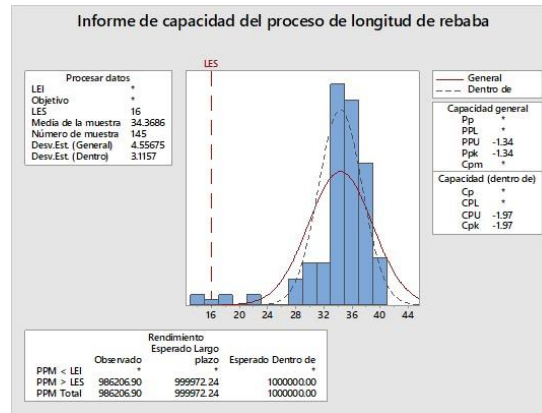 Informe de capacidad del proceso de longitud de rebaba
LES
Procesar datos
LEI *
Objetivo *
LES 16
Media de la muestra 34.3686
Número de muestra 145
Desv.Est. (General) 4.55675
Desv.Est. (Dentro) 3.1157
General
Dentro de
Capacidad general
Pp *
PPL *
PPU -1.34
Ppk -1.34
Cpm *
Capacidad (dentro de)
Cp *
CPL *
CPU -1.97
Cpk -1.97
16 20 24 28 32 36 40 44
Rendimiento
Observado Esperado Largo plazo Esperado Dentro de
PPM < LEI * * *
PPM > LES 986206.90 999972.24 1000000.00
PPM Total 986206.90 999972.24 1000000.00